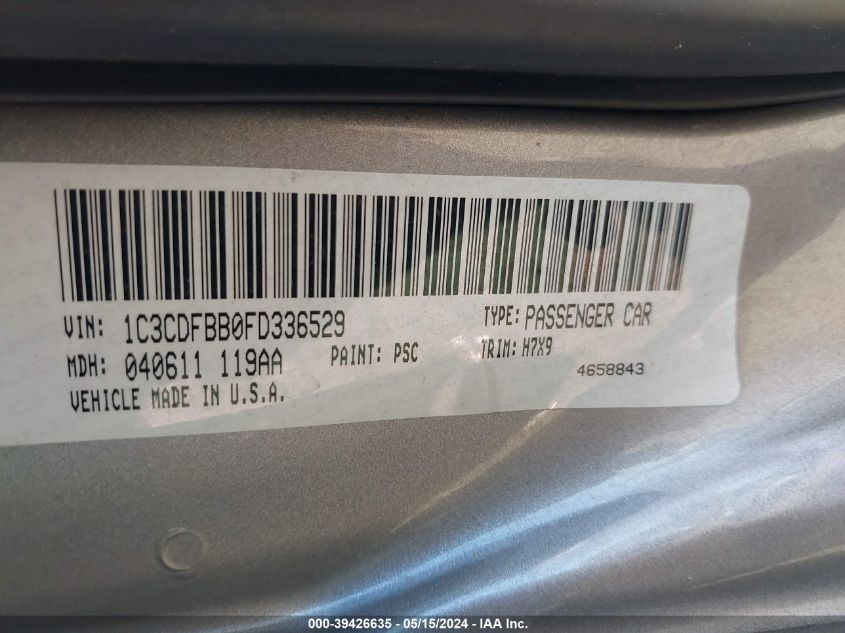 VIN: 1C3CDFBB0FD336529 TYPE: PASSENGER CAR
MDH: 040611 119AA PAINT: PSC TRIM: H7X9
VEHICLE MADE IN U.S.A. 4658843
000-39426635 - 05/15/2024 - IAA Inc.